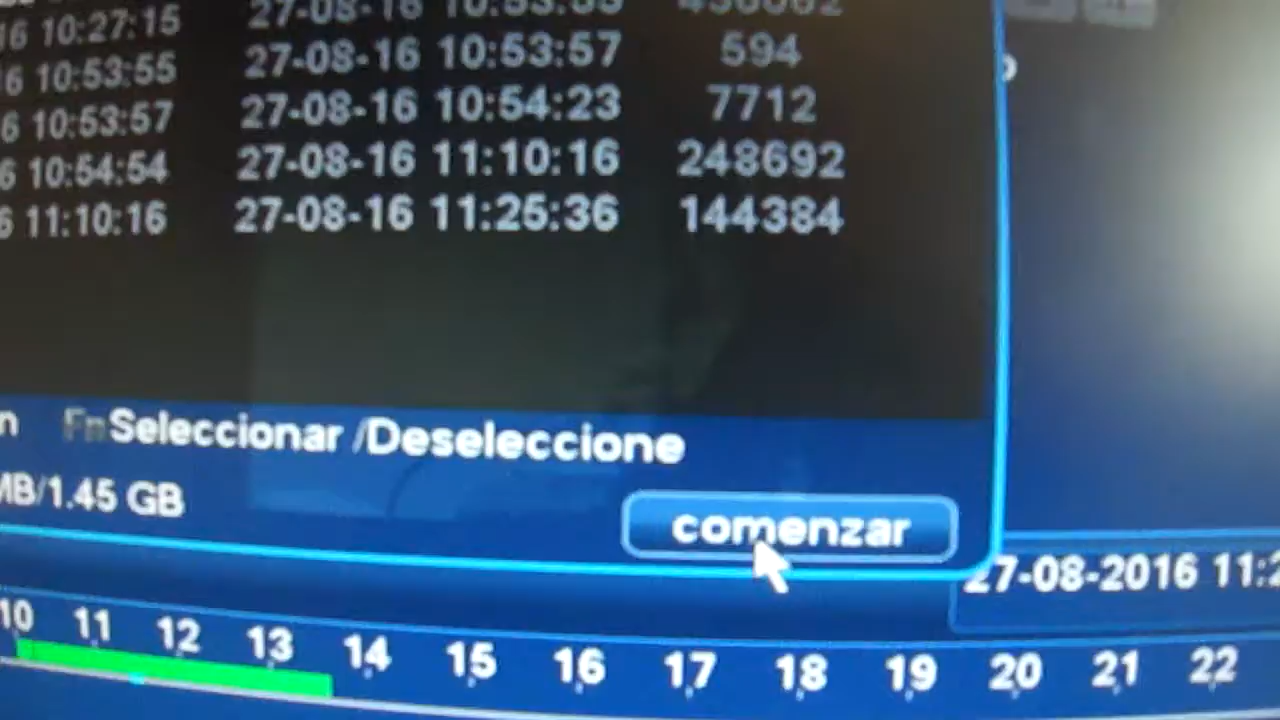 16 10:27:15 27-08-16 10:53:55
6 10:53:55 27-08-16 10:53:57 594
6 10:53:57 27-08-16 10:54:23 7712
6 10:54:54 27-08-16 11:10:16 248692
6 11:10:16 27-08-16 11:25:36 144384
n Fn Seleccionar /Deseleccione
MB/1.45 GB
comenzar
27-08-2016 11:2
10 11 12 13 14 15 16 17 18 19 20 21 22